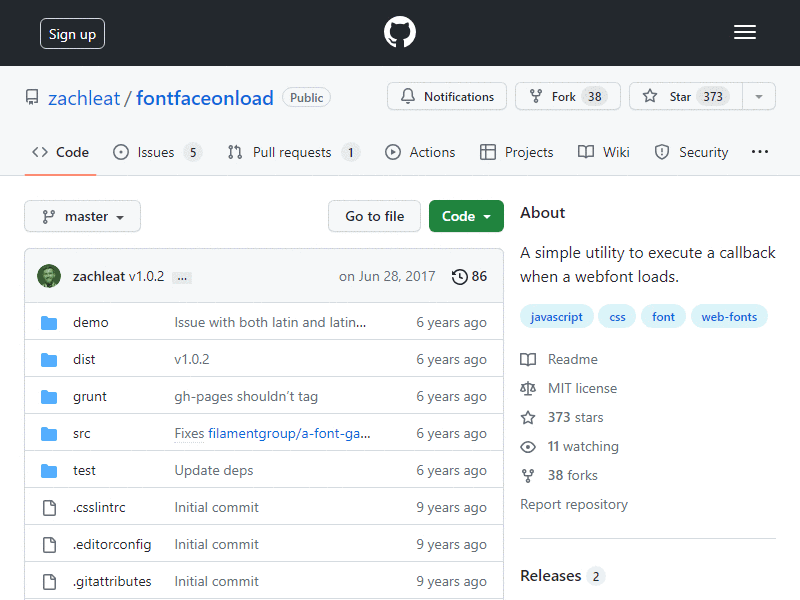 Sign up
zachleat / fontfaceonload Public
Notifications Fork 38 Star 373
Code Issues 5 Pull requests 1 Actions Projects Wiki Security
master Go to file Code
zachleat v1.0.2 ... on Jun 28, 2017 86
demo Issue with both latin and latin... 6 years ago
dist v1.0.2 6 years ago
grunt gh-pages shouldn’t tag 6 years ago
src Fixes filamentgroup/a-font-ga... 6 years ago
test Update deps 6 years ago
.csslintrc Initial commit 9 years ago
.editorconfig Initial commit 9 years ago
.gitattributes Initial commit 9 years ago
About
A simple utility to execute a callback
when a webfont loads.
javascript css font web-fonts
Readme
MIT license
373 stars
11 watching
38 forks
Report repository
Releases 2